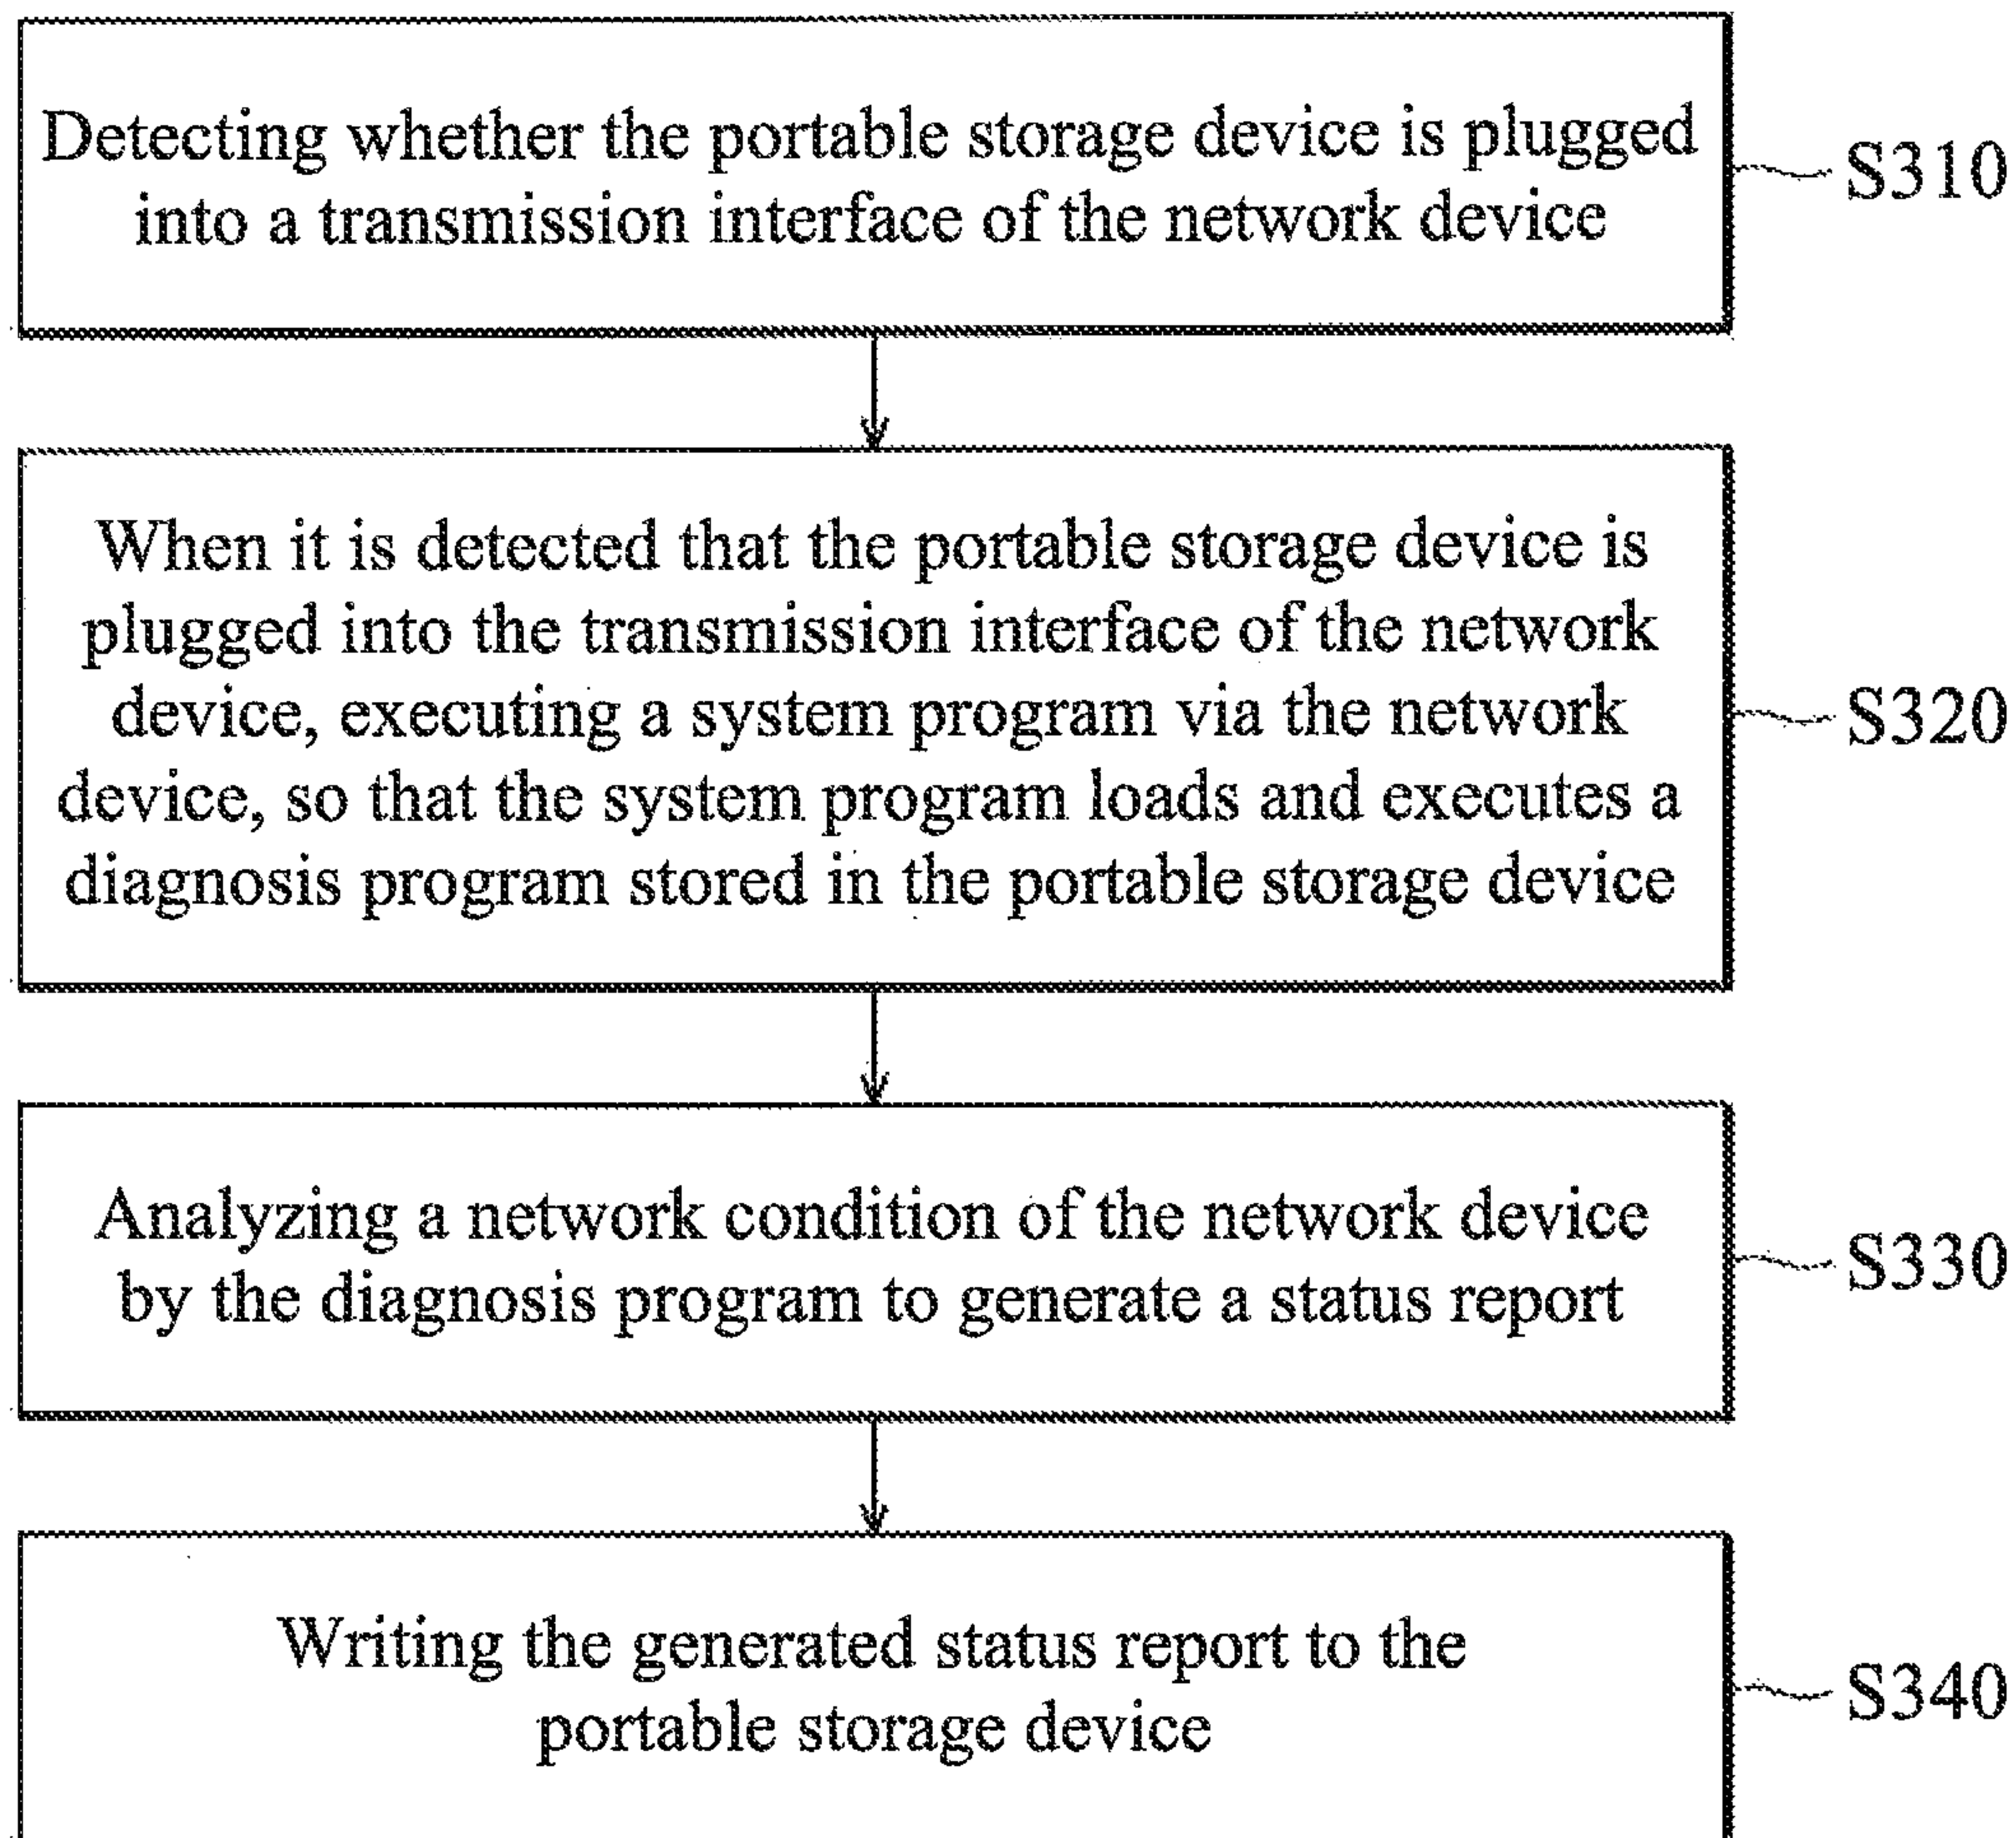 Detecting whether the portable storage device is plugged
into a transmission interface of the network device
S310
When it is detected that the portable storage device is
plugged into the transmission interface of the network
device, executing a system program via the network
device, so that the system program loads and executes a
diagnosis program stored in the portable storage device
S320
Analyzing a network condition of the network device
by the diagnosis program to generate a status report
S330
Writing the generated status report to the
portable storage device
S340